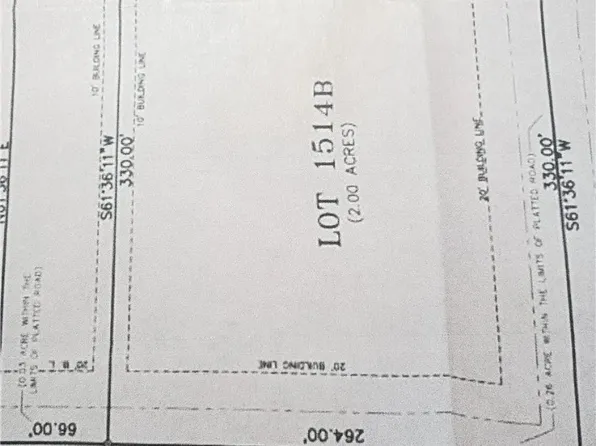 10' BUILDING LINE
S61°36'11"W
330.00'
10' BUILDING LINE
LOT 1514B
(2.00 ACRES)
20' BUILDING LINE
330.00'
S61°36'11"W
(0.26 ACRE WITHIN THE LIMITS OF PLATTED ROAD)
(0.03 ACRE WITHIN THE
LIMITS OF PLATTED ROAD)
20' B. L.
20' BUILDING LINE
66.00'
264.00'